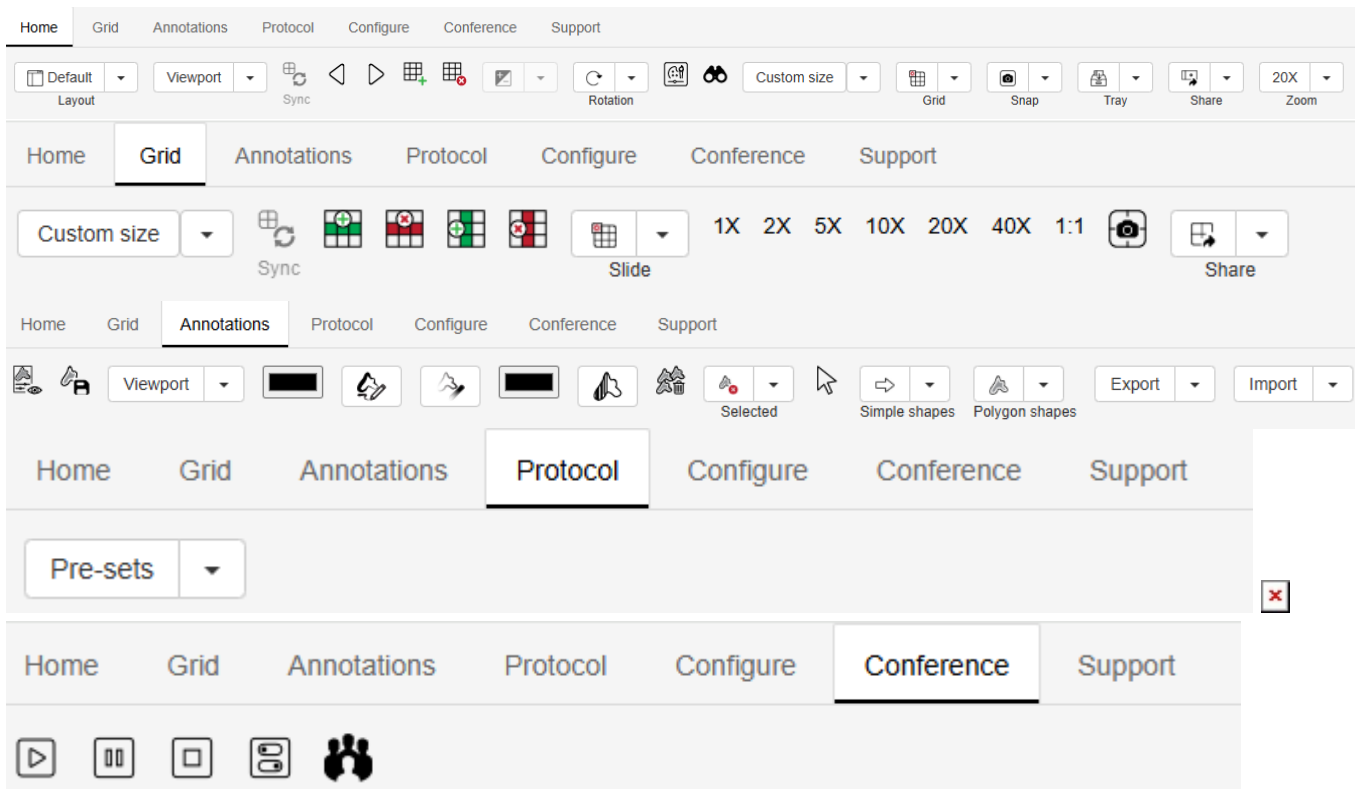 Home Grid Annotations Protocol Configure Conference Support
Default Viewport Custom size 20X
Layout Sync Rotation Grid Snap Tray Share Zoom
Home Grid Annotations Protocol Configure Conference Support
Custom size 1X 2X 5X 10X 20X 40X 1:1
Sync Slide Share
Home Grid Annotations Protocol Configure Conference Support
Viewport Export Import
Selected Simple shapes Polygon shapes
Home Grid Annotations Protocol Configure Conference Support
Pre-sets
Home Grid Annotations Protocol Configure Conference Support